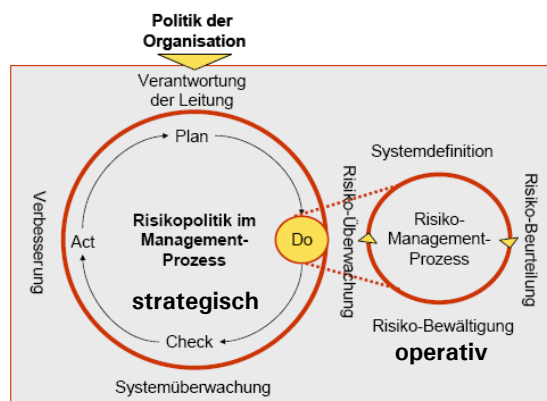 Politik der
Organisation
Verantwortung
der Leitung
Plan
Systemdefinition
Verbesserung
Act
Risikopolitik im
Management-
Prozess
Do
Risiko-Überwachung
Risiko-
Management-
Prozess
Risiko-Beurteilung
strategisch
Check
Risiko-Bewältigung
operativ
Systemüberwachung